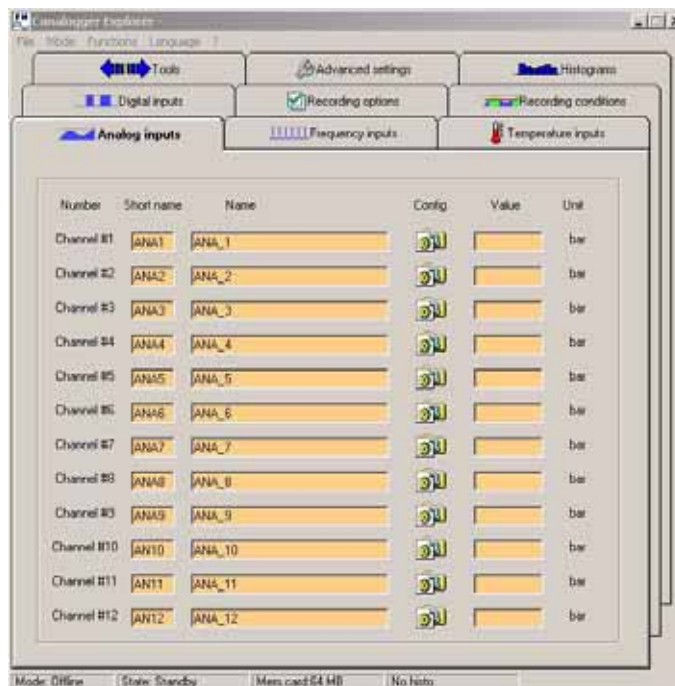 Canalogger Explorer -
File Mode Functions Language ?
Tools Advanced settings Histograms
Digital inputs Recording options Recording conditions
Analog inputs Frequency inputs Temperature inputs
Number Short name Name Config Value Unit
Channel #1 ANA1 ANA_1 bar
Channel #2 ANA2 ANA_2 bar
Channel #3 ANA3 ANA_3 bar
Channel #4 ANA4 ANA_4 bar
Channel #5 ANA5 ANA_5 bar
Channel #6 ANA6 ANA_6 bar
Channel #7 ANA7 ANA_7 bar
Channel #8 ANA8 ANA_8 bar
Channel #9 ANA9 ANA_9 bar
Channel #10 AN10 ANA_10 bar
Channel #11 AN11 ANA_11 bar
Channel #12 AN12 ANA_12 bar
Mode: Offline State: Standby Mem card:64 MB No histo